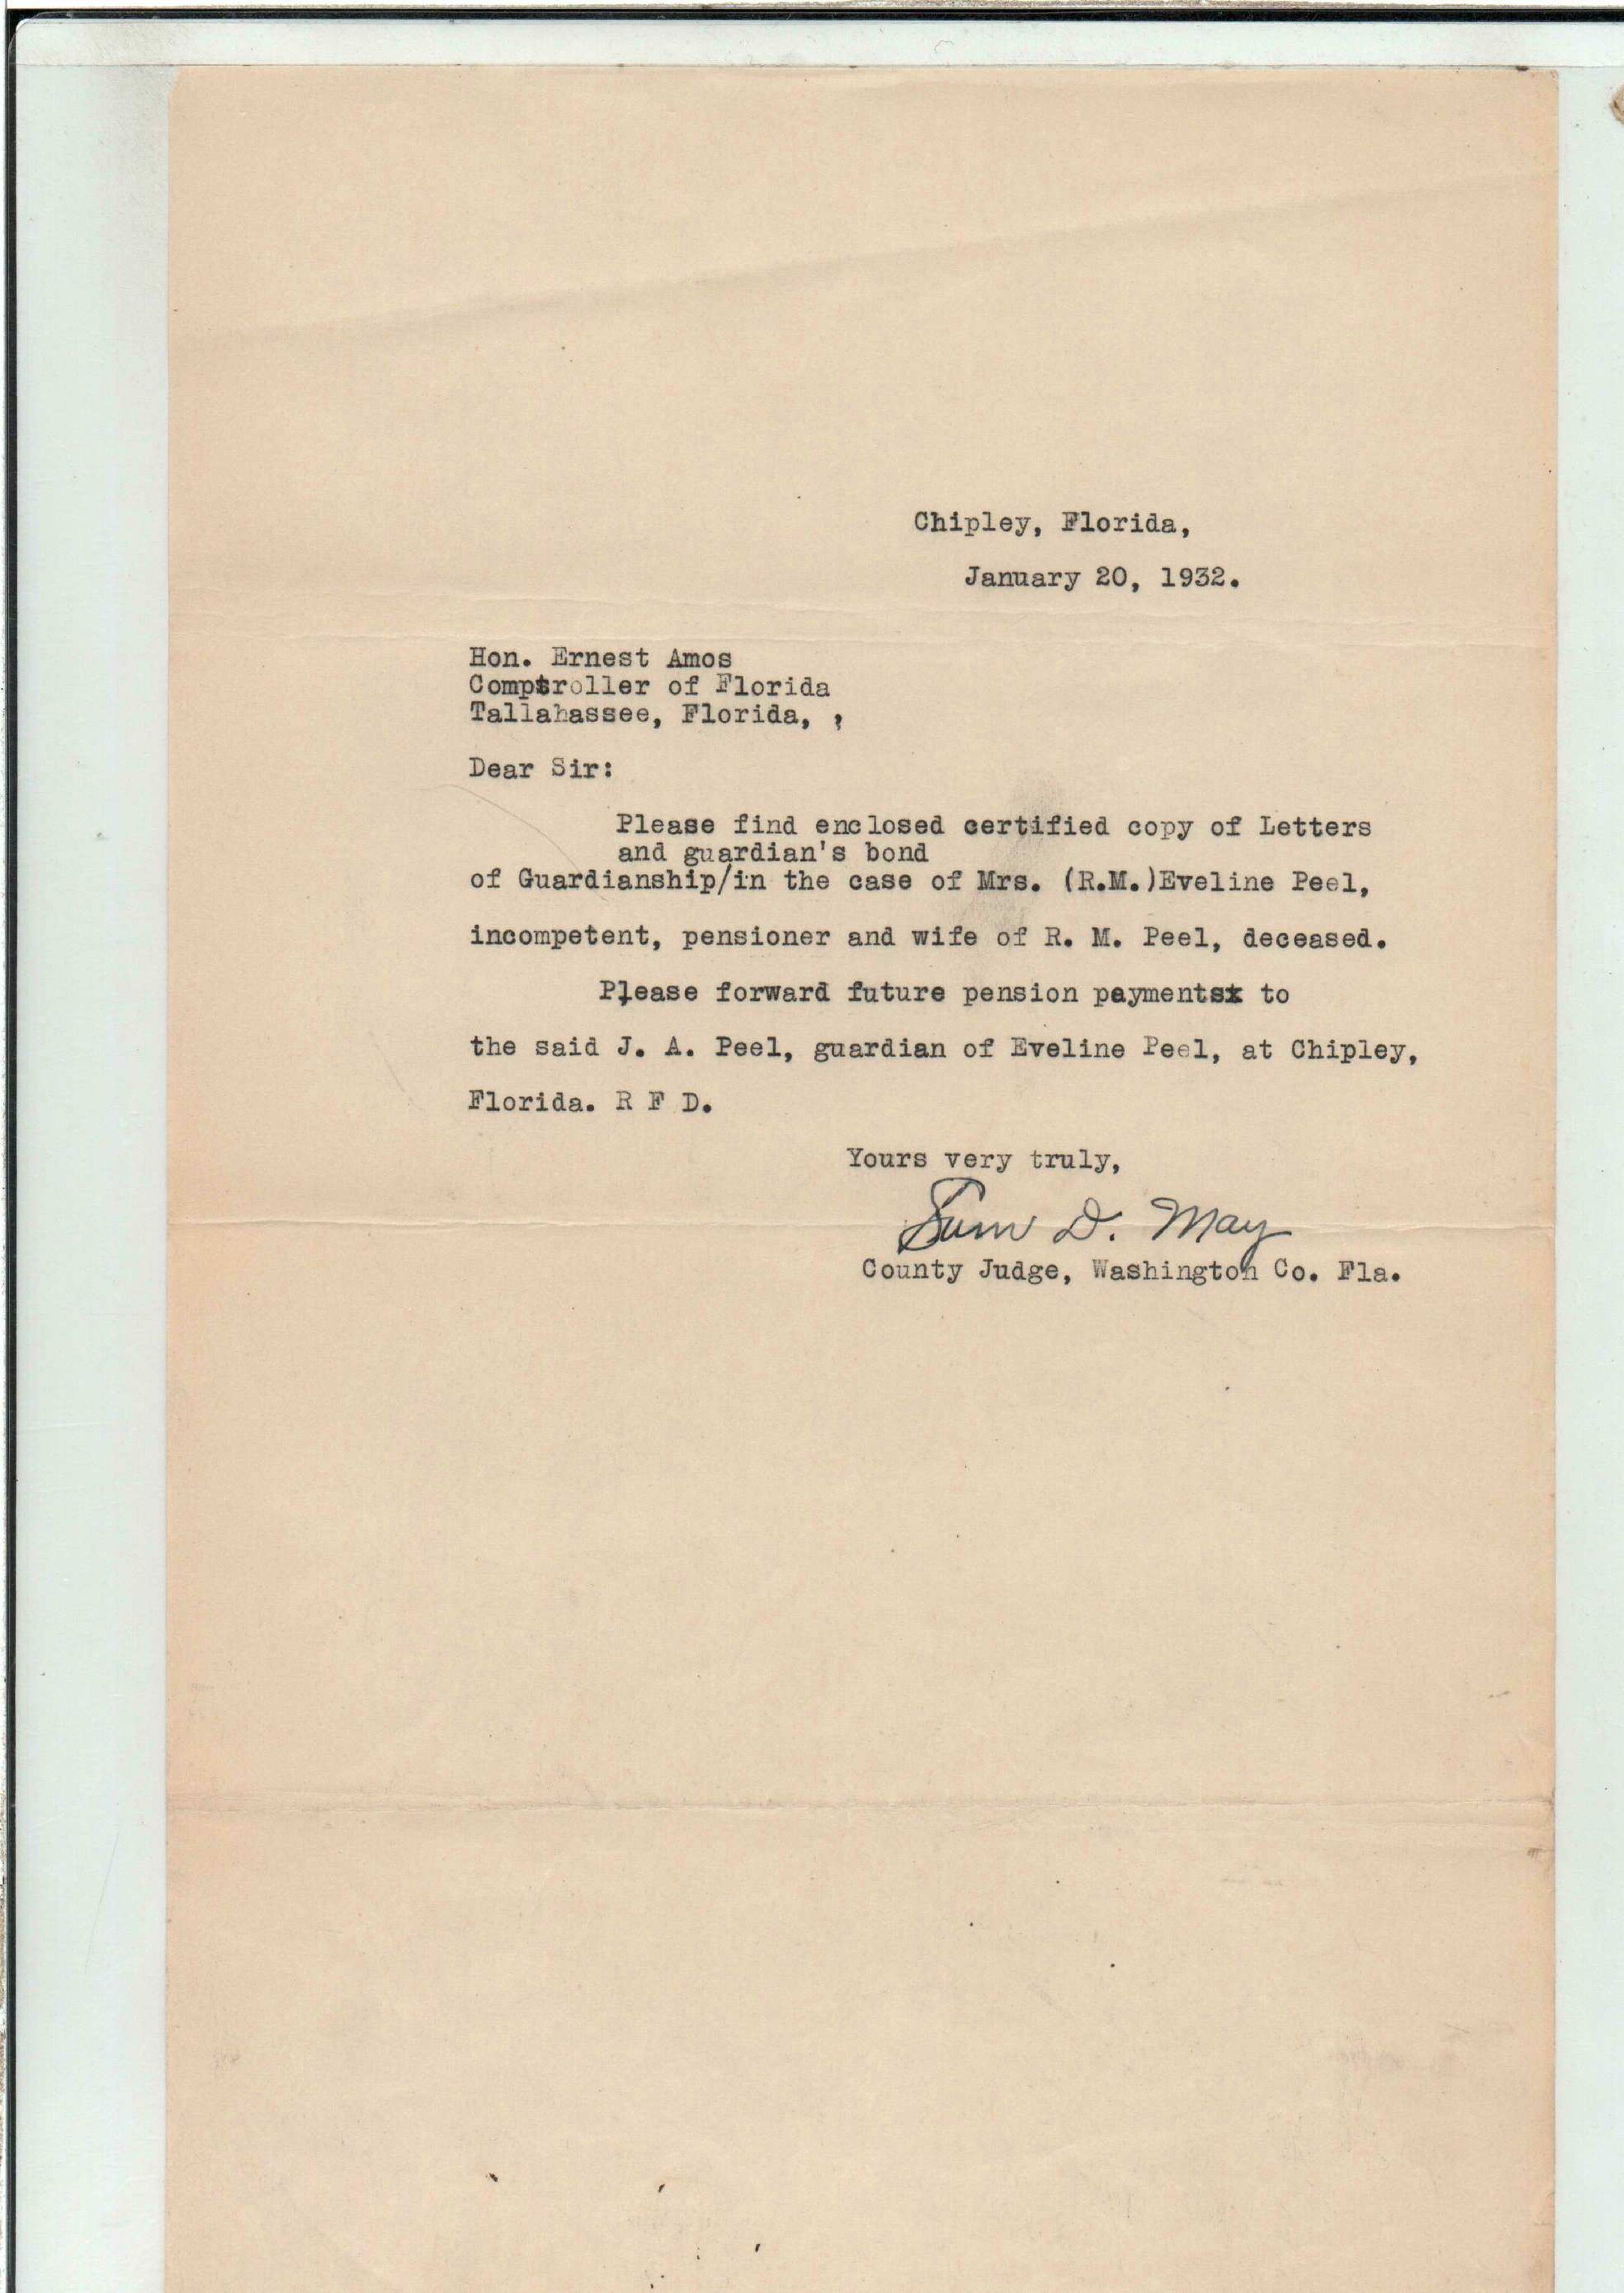 Chipley, Florida,
January 20, 1932.
Hon. Ernest Amos
Comptroller of Florida
Tallahassee, Florida, ,
Dear Sir:
Please find enclosed certified copy of Letters
and guardian's bond
of Guardianship/in the case of Mrs. (R.M.)Eveline Peel,
incompetent, pensioner and wife of R. M. Peel, deceased.
Please forward future pension payments to
the said J. A. Peel, guardian of Eveline Peel, at Chipley,
Florida. R F D.
Yours very truly,
Sam D. May
County Judge, Washington Co. Fla.